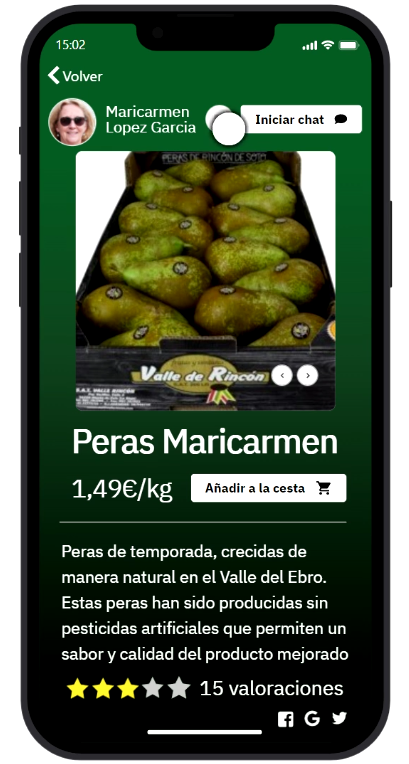 15:02
Volver
Maricarmen
Lopez Garcia
Iniciar chat
PERAS DE RINCÓN DE SOTO
Valle de Rincón
S.A.T. VALLE RINCÓN
Peras Maricarmen
1,49€/kg
Añadir a la cesta
Peras de temporada, crecidas de
manera natural en el Valle del Ebro.
Estas peras han sido producidas sin
pesticidas artificiales que permiten un
sabor y calidad del producto mejorado
15 valoraciones